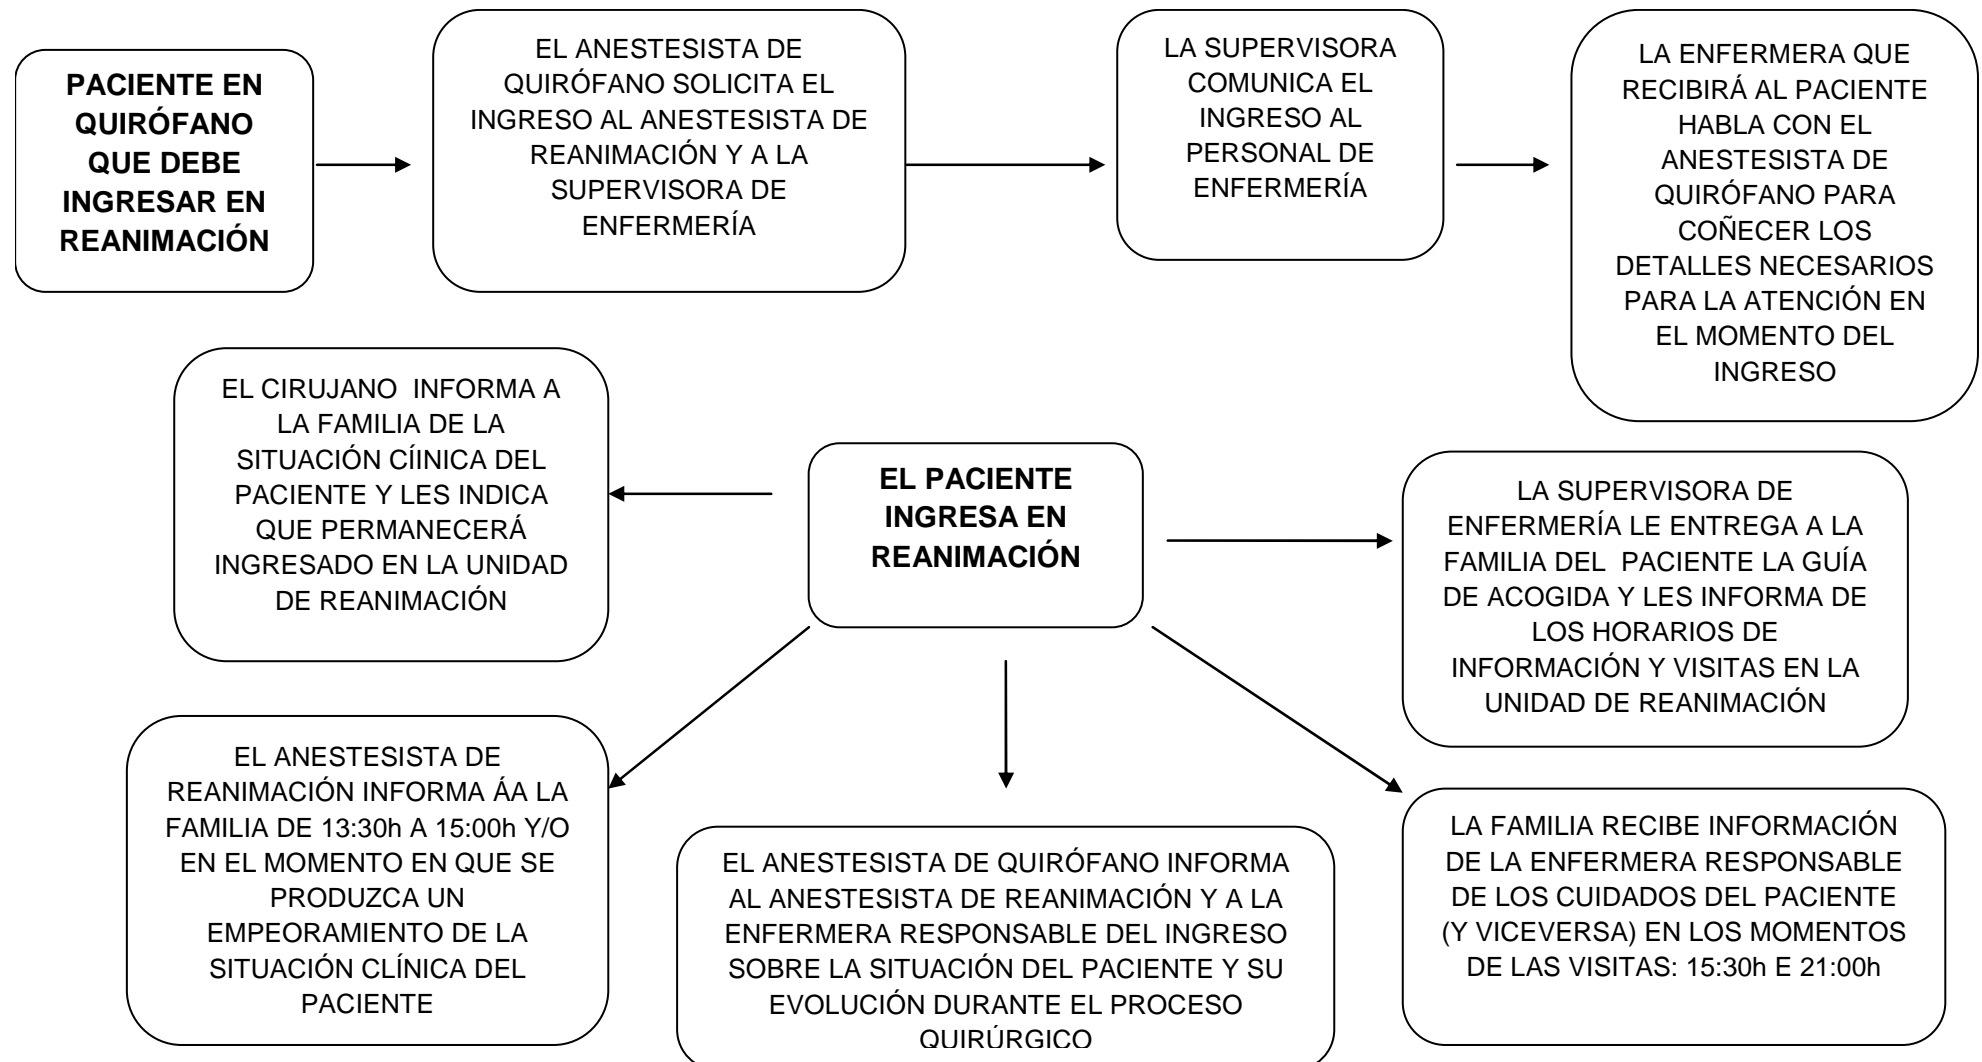 PACIENTE EN
QUIRÓFANO
QUE DEBE
INGRESAR EN
REANIMACIÓN
EL ANESTESISTA DE
QUIRÓFANO SOLICITA EL
INGRESO AL ANESTESISTA DE
REANIMACIÓN Y A LA
SUPERVISORA DE
ENFERMERÍA
LA SUPERVISORA
COMUNICA EL
INGRESO AL
PERSONAL DE
ENFERMERÍA
LA ENFERMERA QUE
RECIBIRÁ AL PACIENTE
HABLA CON EL
ANESTESISTA DE
QUIRÓFANO PARA
COÑECER LOS
DETALLES NECESARIOS
PARA LA ATENCIÓN EN
EL MOMENTO DEL
INGRESO
EL CIRUJANO  INFORMA A
LA FAMILIA DE LA
SITUACIÓN CÍINICA DEL
PACIENTE Y LES INDICA
QUE PERMANECERÁ
INGRESADO EN LA UNIDAD
DE REANIMACIÓN
EL PACIENTE
INGRESA EN
REANIMACIÓN
LA SUPERVISORA DE
ENFERMERÍA LE ENTREGA A LA
FAMILIA DEL  PACIENTE LA GUÍA
DE ACOGIDA Y LES INFORMA DE
LOS HORARIOS DE
INFORMACIÓN Y VISITAS EN LA
UNIDAD DE REANIMACIÓN
EL ANESTESISTA DE
REANIMACIÓN INFORMA ÁA LA
FAMILIA DE 13:30h A 15:00h Y/O
EN EL MOMENTO EN QUE SE
PRODUZCA UN
EMPEORAMIENTO DE LA
SITUACIÓN CLÍNICA DEL
PACIENTE
EL ANESTESISTA DE QUIRÓFANO INFORMA
AL ANESTESISTA DE REANIMACIÓN Y A LA
ENFERMERA RESPONSABLE DEL INGRESO
SOBRE LA SITUACIÓN DEL PACIENTE Y SU
EVOLUCIÓN DURANTE EL PROCESO
QUIRÚRGICO
LA FAMILIA RECIBE INFORMACIÓN
DE LA ENFERMERA RESPONSABLE
DE LOS CUIDADOS DEL PACIENTE
(Y VICEVERSA) EN LOS MOMENTOS
DE LAS VISITAS: 15:30h E 21:00h